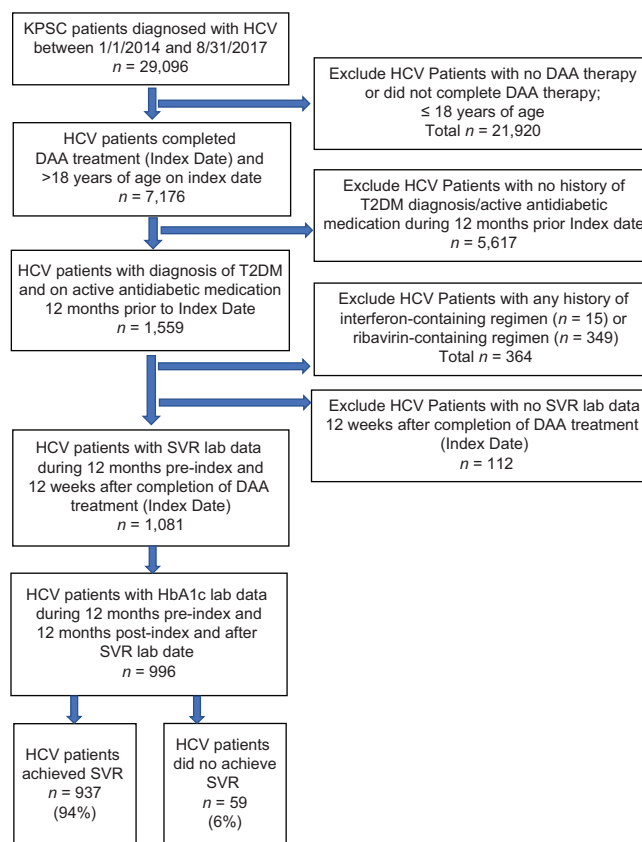 KPSC patients diagnosed with HCV
between 1/1/2014 and 8/31/2017
n = 29,096
Exclude HCV Patients with no DAA therapy
or did not complete DAA therapy;
≤ 18 years of age
Total n = 21,920
HCV patients completed
DAA treatment (Index Date) and
>18 years of age on index date
n = 7,176
Exclude HCV Patients with no history of
T2DM diagnosis/active antidiabetic
medication during 12 months prior Index date
n = 5,617
HCV patients with diagnosis of T2DM
and on active antidiabetic medication
12 months prior to Index Date
n = 1,559
Exclude HCV Patients with any history of
interferon-containing regimen (n = 15) or
ribavirin-containing regimen (n = 349)
Total n = 364
Exclude HCV Patients with no SVR lab data
12 weeks after completion of DAA treatment
(Index Date)
n = 112
HCV patients with SVR lab data
during 12 months pre-index and
12 weeks after completion of DAA
treatment (Index Date)
n = 1,081
HCV patients with HbA1c lab data
during 12 months pre-index and
12 months post-index and after
SVR lab date
n = 996
HCV patients
achieved SVR
n = 937
(94%)
HCV patients
did no achieve
SVR
n = 59
(6%)